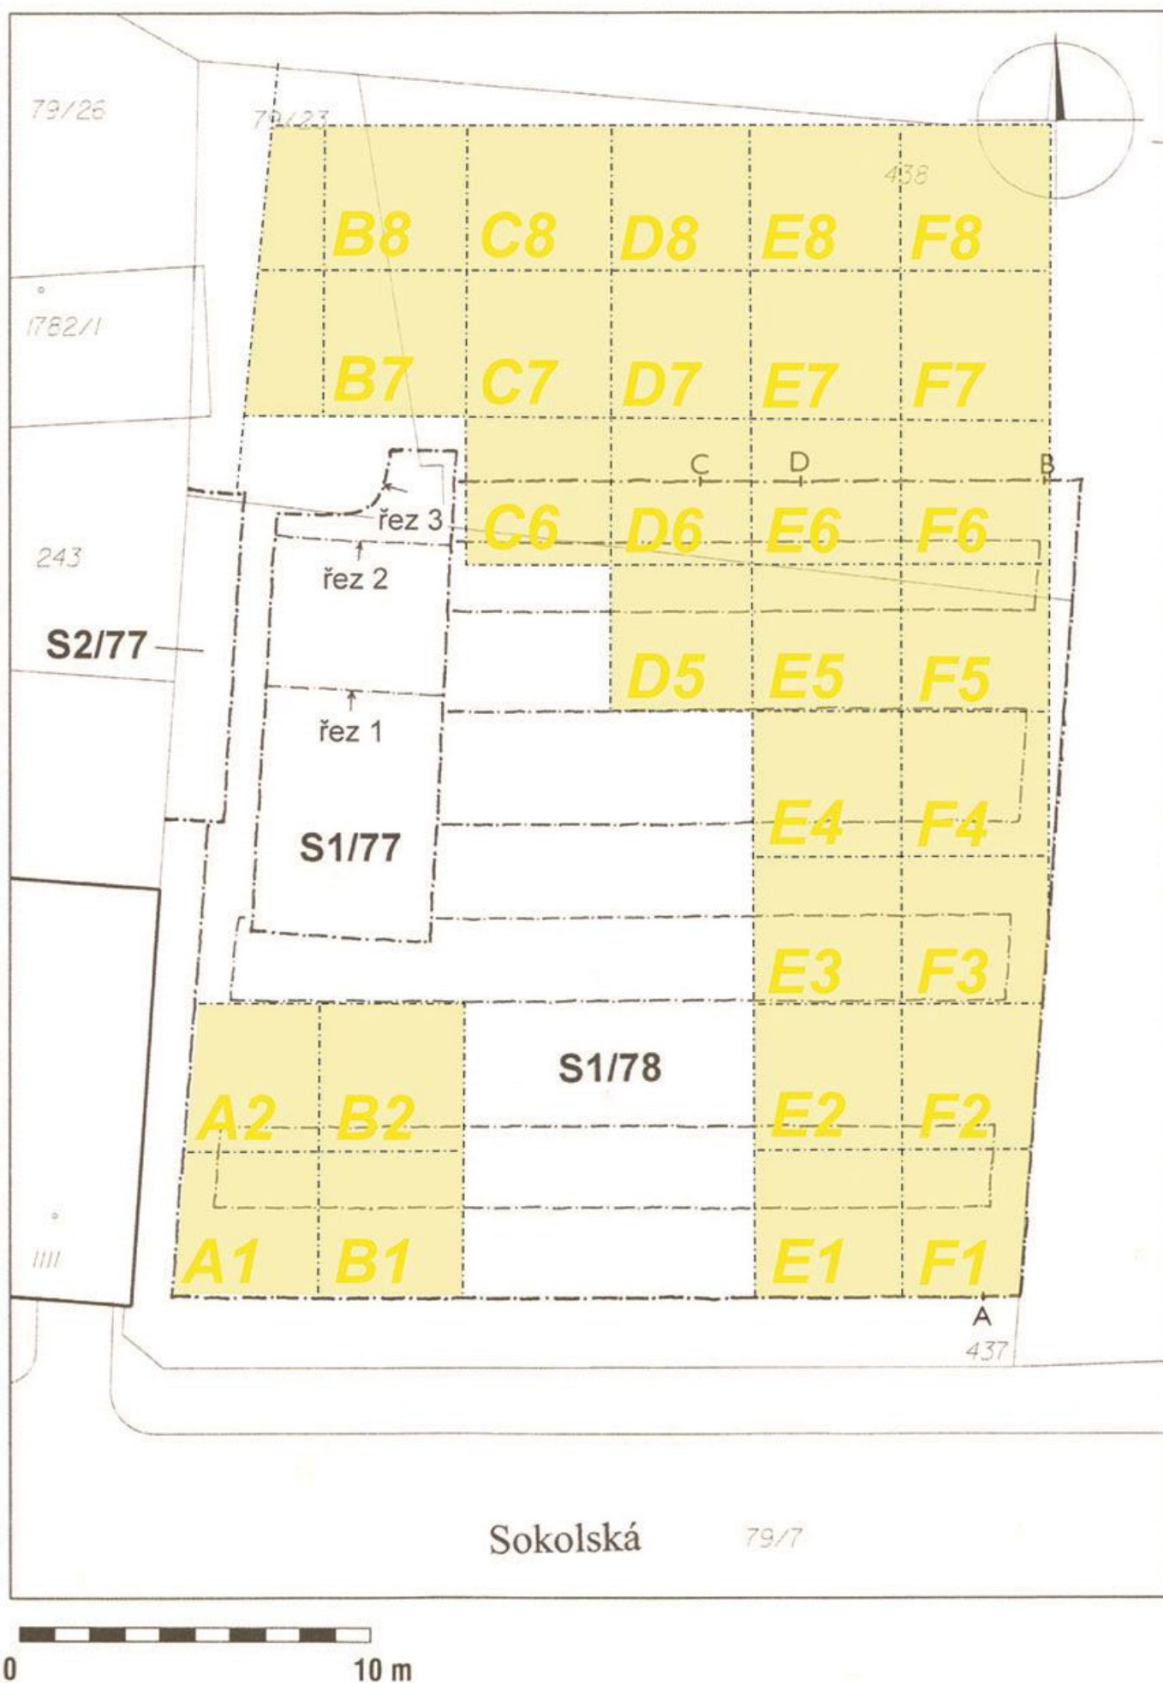 79/26
79/23
438
B8 C8 D8 E8 F8
1782/1
B7 C7 D7 E7 F7
C D B
řez 3
C6 D6 E6 F6
243
řez 2
S2/77
D5 E5 F5
řez 1
E4 F4
S1/77
E3 F3
S1/78
A2 B2 E2 F2
1111
A1 B1 E1 F1
A
437
Sokolská 79/7
0 10 m